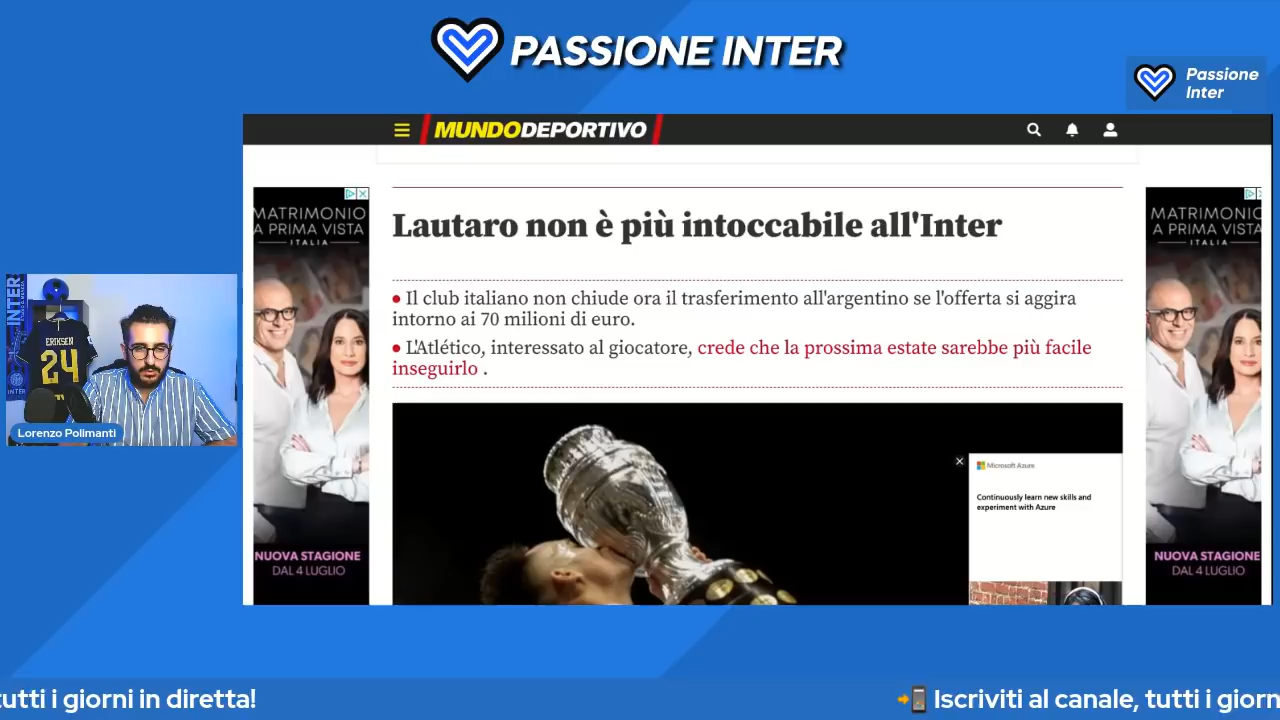 PASSIONE INTER
Passione
Inter
MUNDODEPORTIVO
MATRIMONIO
A PRIMA VISTA
ITALIA
NUOVA STAGIONE
DAL 4 LUGLIO
Lautaro non è più intoccabile all'Inter
Il club italiano non chiude ora il trasferimento all'argentino se l'offerta si aggira
intorno ai 70 milioni di euro.
L'Atlético, interessato al giocatore, crede che la prossima estate sarebbe più facile
inseguirlo .
Microsoft Azure
Continuously learn new skills and
experiment with Azure
MATRIMONIO
A PRIMA VISTA
ITALIA
NUOVA STAGIONE
DAL 4 LUGLIO
INTER
ERIKSEN
24
INTER
Lorenzo Polimanti
tutti i giorni in diretta!
Iscriviti al canale, tutti i giorn